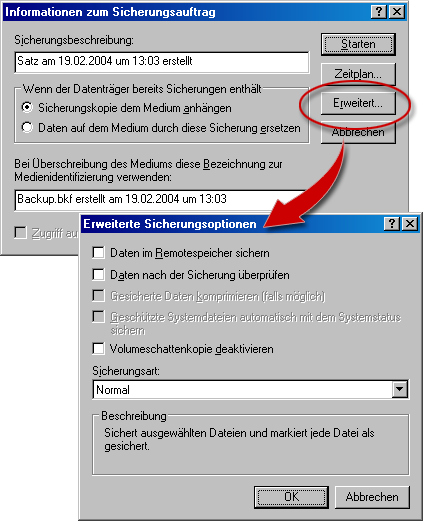 Informationen zum Sicherungsauftrag
Sicherungsbeschreibung:
Satz am 19.02.2004 um 13:03 erstellt
Starten
Zeitplan...
Wenn der Datenträger bereits Sicherungen enthält
Sicherungskopie dem Medium anhängen
Erweitert...
Daten auf dem Medium durch diese Sicherung ersetzen
Abbrechen
Bei Überschreibung des Mediums diese Bezeichnung zur
Medienidentifizierung verwenden:
Backup.bkf erstellt am 19.02.2004 um 13:03
Zugriff au
Erweiterte Sicherungsoptionen
Daten im Remotespeicher sichern
Daten nach der Sicherung überprüfen
Gesicherte Daten komprimieren (falls möglich)
Geschützte Systemdateien automatisch mit dem Systemstatus
sichern
Volumeschattenkopie deaktivieren
Sicherungsart:
Normal
Beschreibung
Sichert ausgewählten Dateien und markiert jede Datei als
gesichert.
OK
Abbrechen